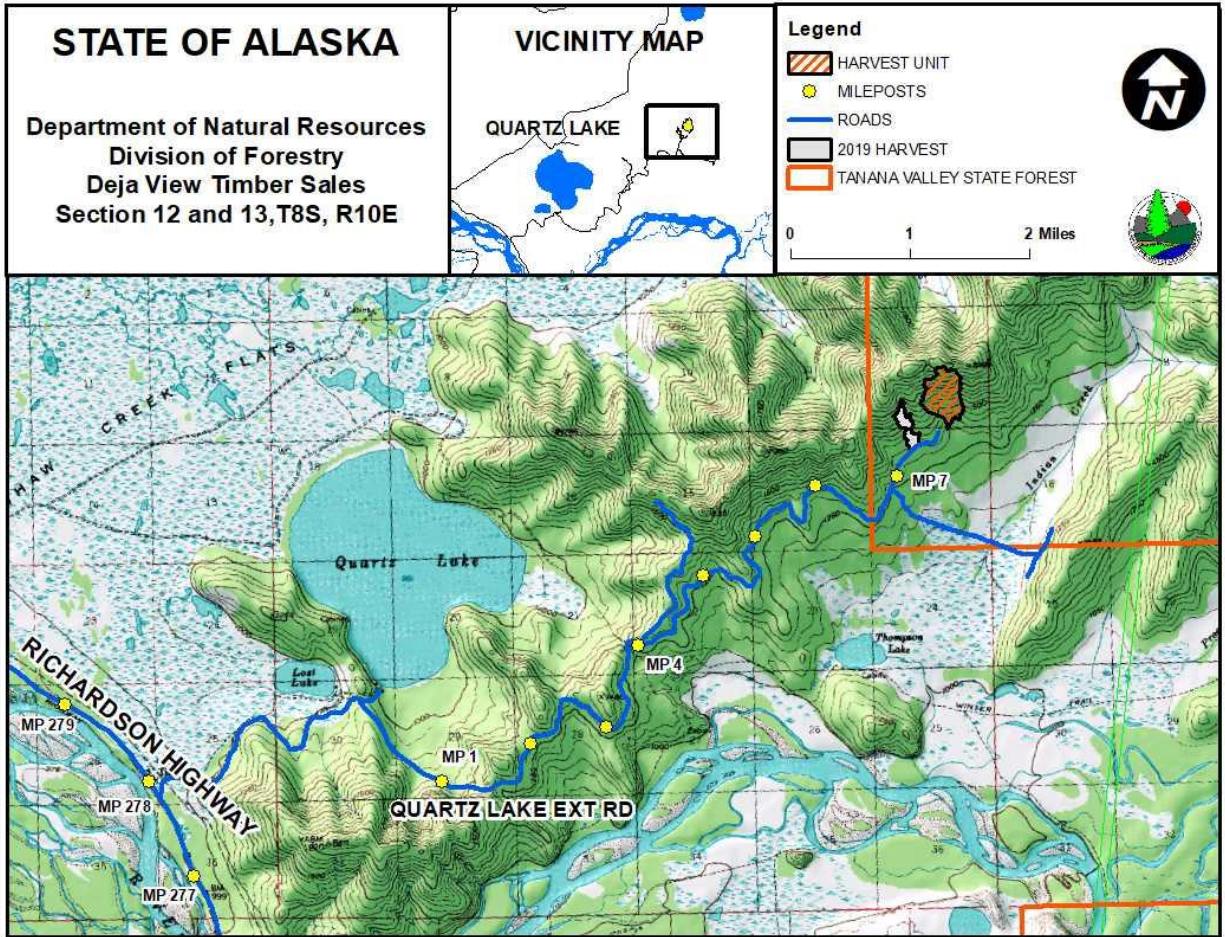 STATE OF ALASKA
Department of Natural Resources
Division of Forestry
Deja View Timber Sales
Section 12 and 13,T8S, R10E
VICINITY MAP
QUARTZ LAKE
Legend
HARVEST UNIT
MILEPOSTS
ROADS
2019 HARVEST
TANANA VALLEY STATE FOREST
N
0 1 2 Miles
CREEK FLATS
Quartz Lake
Lost Lake
Indian Creek
MP 7
MP 4
Thompson Lake
WINTER TRAIL
RICHARDSON HIGHWAY
MP 279
MP 278
MP 277
MP 1
QUARTZ LAKE EXT RD